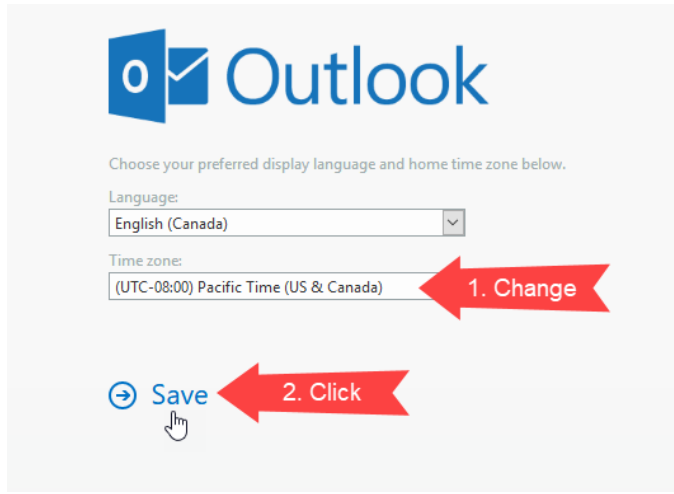 Outlook
Choose your preferred display language and home time zone below.
Language:
English (Canada)
Time zone:
(UTC-08:00) Pacific Time (US & Canada)
1. Change
Save
2. Click